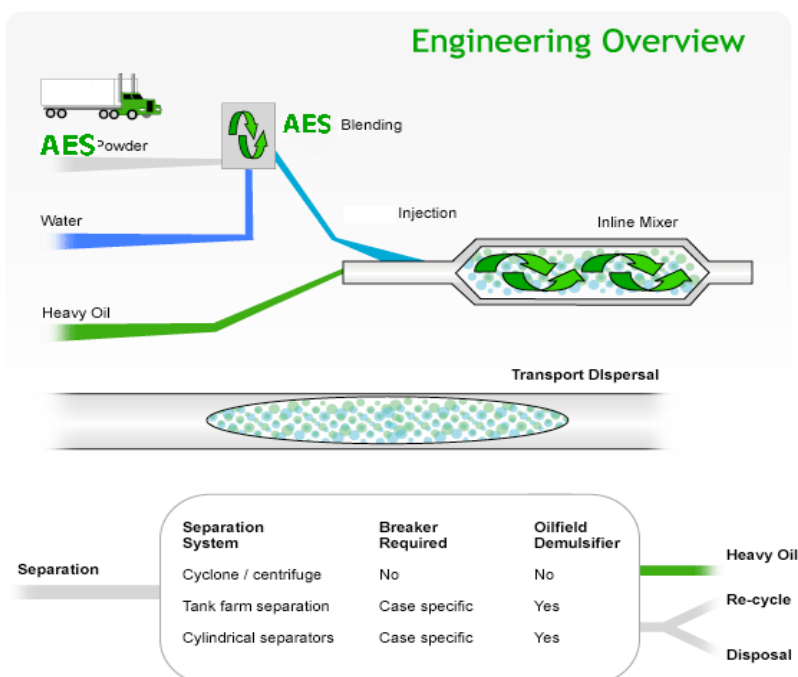 Engineering Overview
AES Powder
AES Blending
Water
Injection
Inline Mixer
Heavy Oil
Transport DIspersal
Separation System
Breaker Required
Oilfield Demulsifier
Separation
Cyclone / centrifuge No No
Tank farm separation Case specific Yes
Cylindrical separators Case specific Yes
Heavy Oil
Re-cycle
Disposal